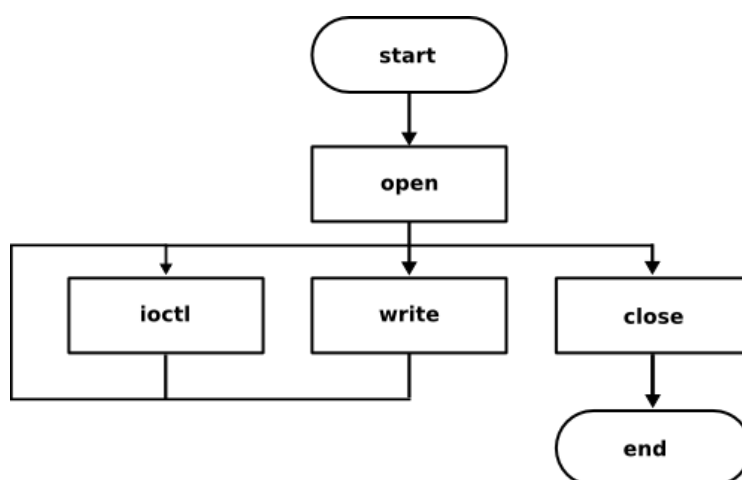 start
open
ioctl
write
close
end